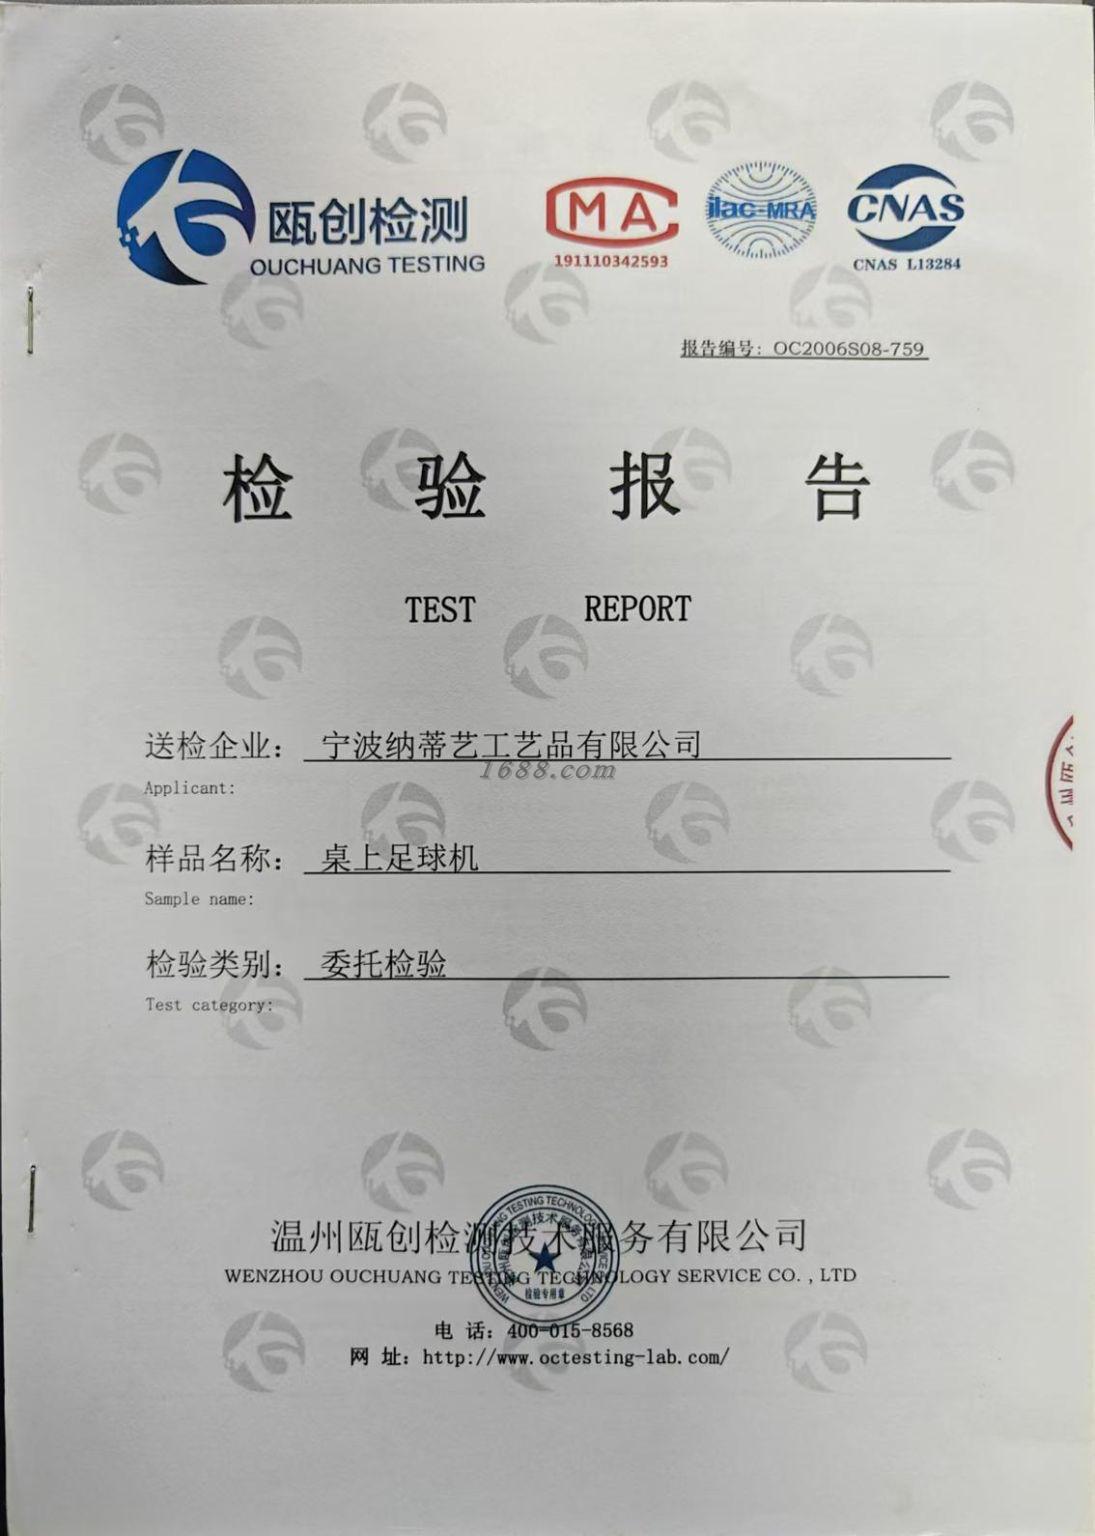 瓯创检测
OUCHUANG TESTING
MA
191110342593
ilac-MRA
CNAS
CNAS L13284
报告编号：OC2006S08-759
检验报告
TEST REPORT
送检企业：宁波纳蒂艺工艺品有限公司
1688.com
Applicant:
样品名称：桌上足球机
Sample name:
检验类别：委托检验
Test category:
温州瓯创检测技术服务有限公司
WENZHOU OUCHUANG TESTING TECHNOLOGY SERVICE CO. , LTD
检验专用章
电 话：400-015-8568
网 址：http://www.octesting-lab.com/